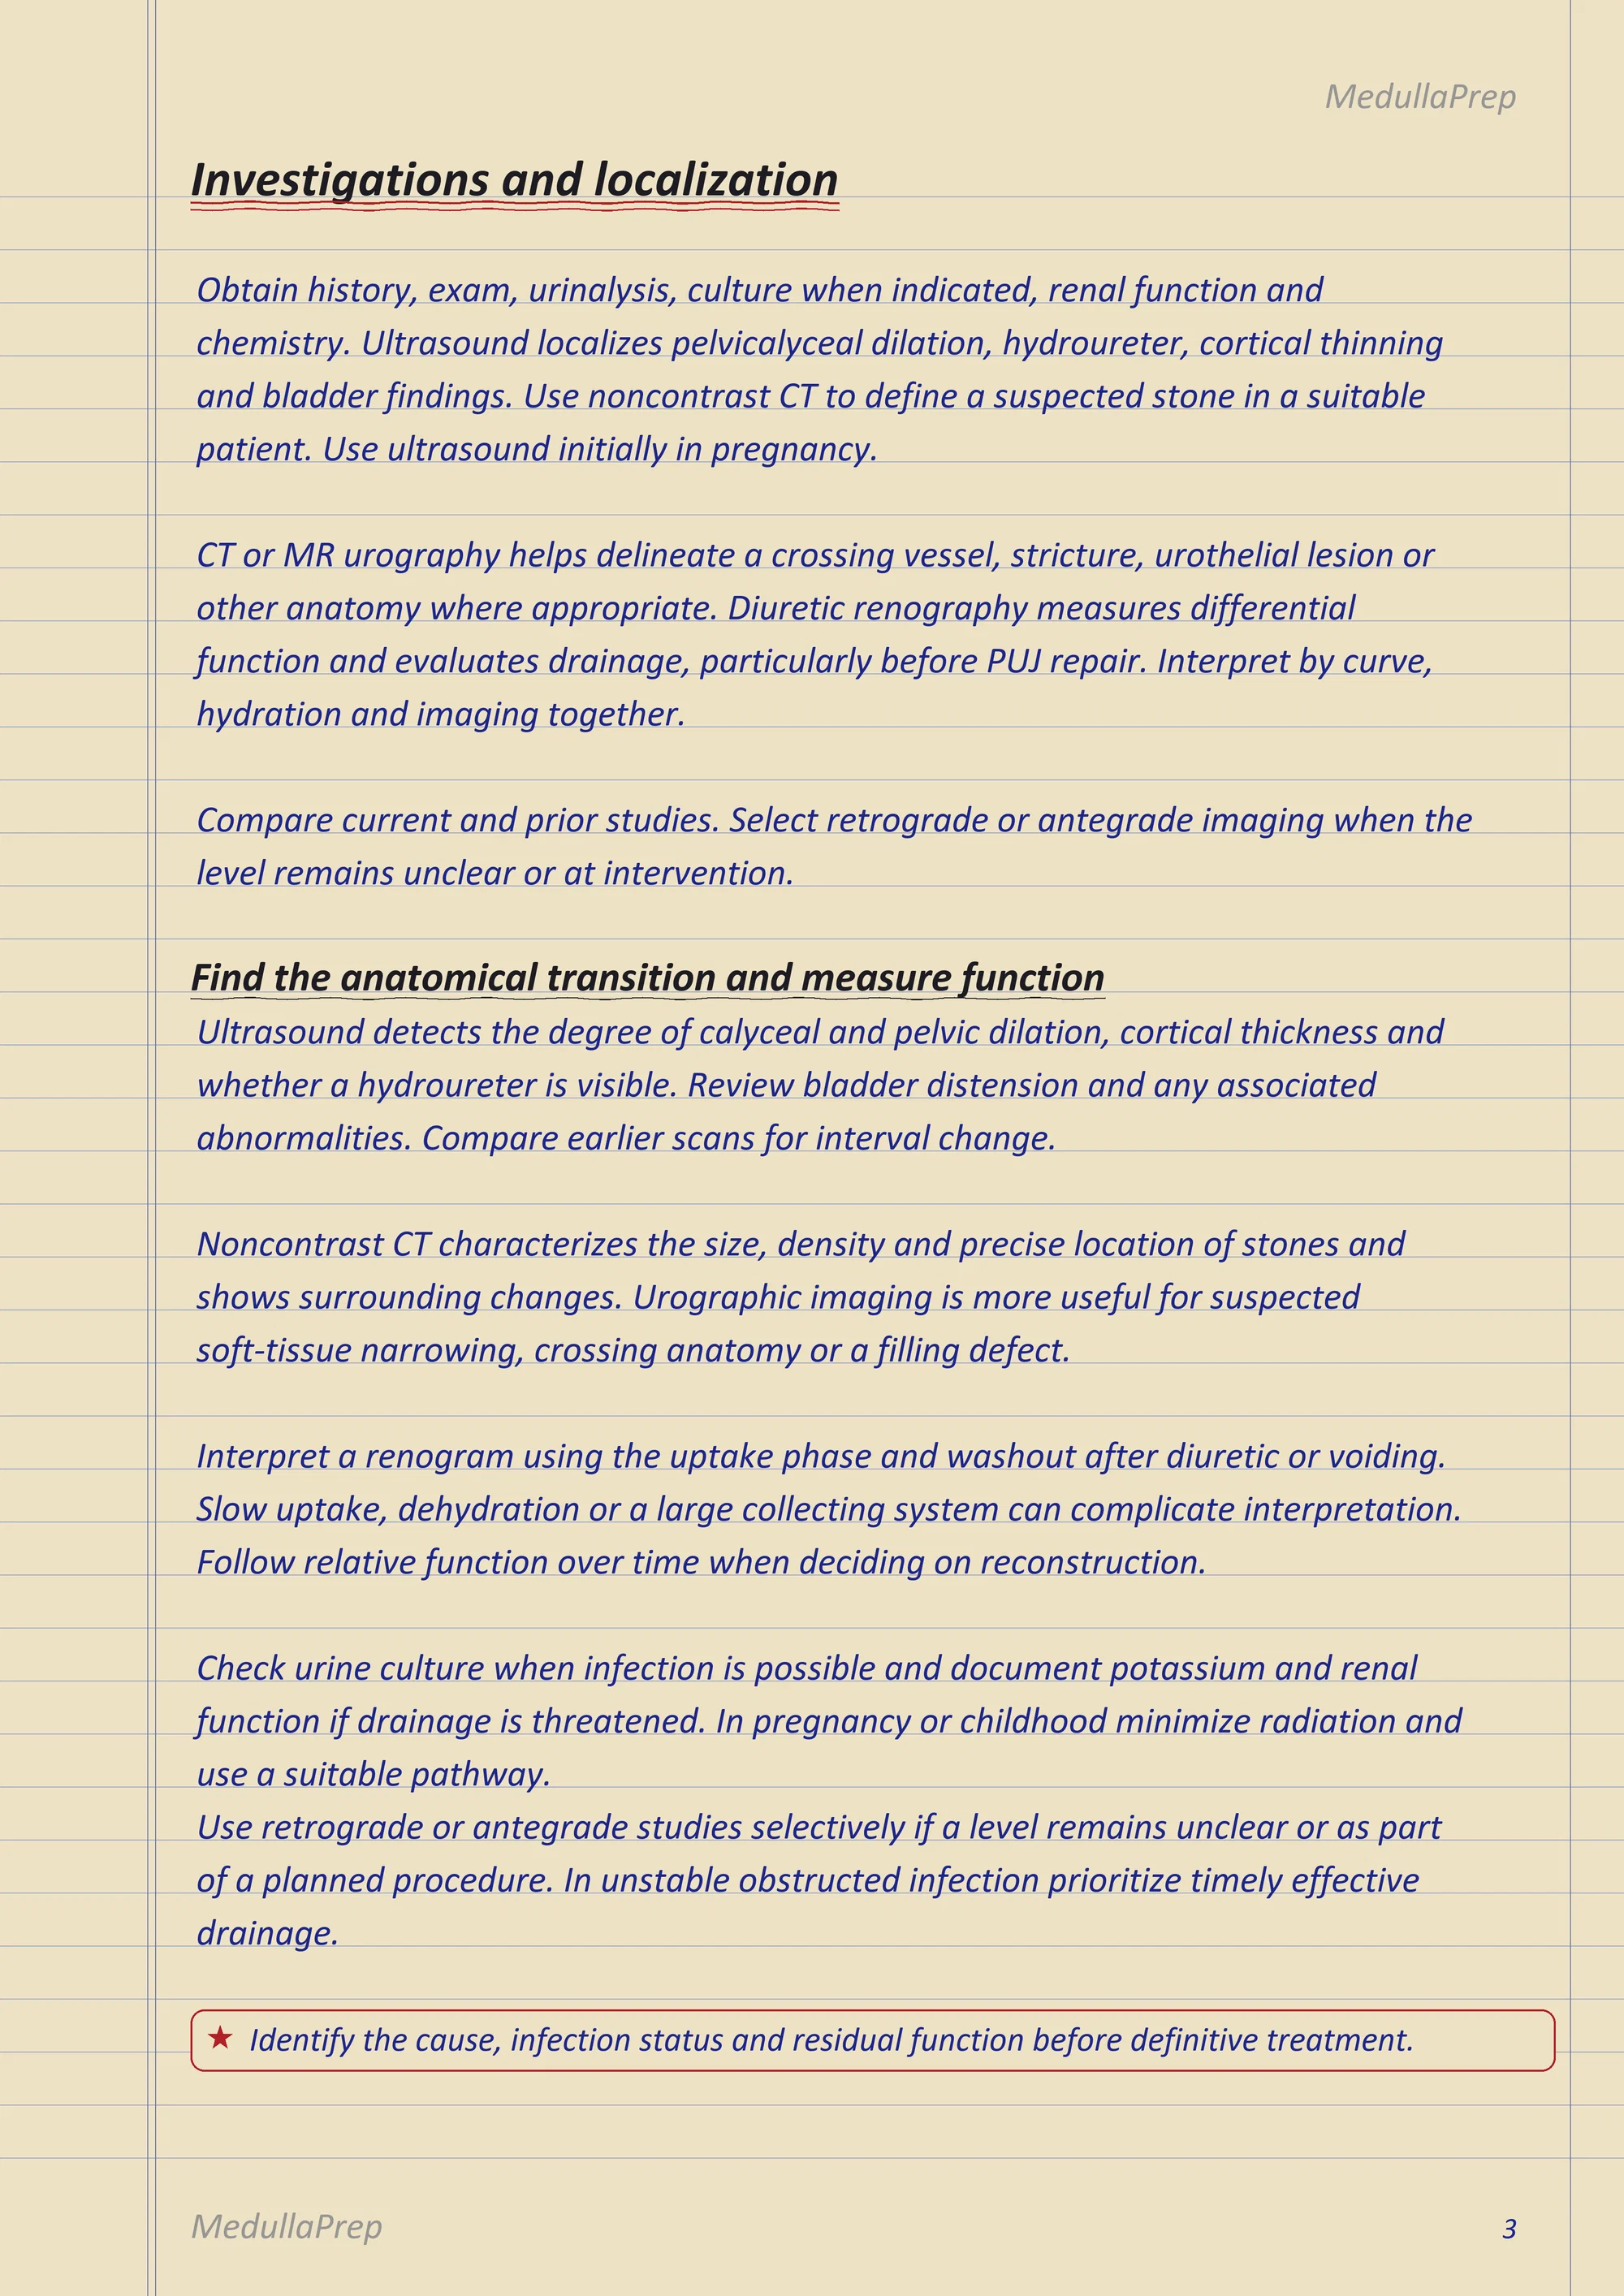 MedullaPrep
Investigations and localization
Obtain history, exam, urinalysis, culture when indicated, renal function and
chemistry. Ultrasound localizes pelvicalyceal dilation, hydroureter, cortical thinning
and bladder findings. Use noncontrast CT to define a suspected stone in a suitable
patient. Use ultrasound initially in pregnancy.
CT or MR urography helps delineate a crossing vessel, stricture, urothelial lesion or
other anatomy where appropriate. Diuretic renography measures differential
function and evaluates drainage, particularly before PUJ repair. Interpret by curve,
hydration and imaging together.
Compare current and prior studies. Select retrograde or antegrade imaging when the
level remains unclear or at intervention.
Find the anatomical transition and measure function
Ultrasound detects the degree of calyceal and pelvic dilation, cortical thickness and
whether a hydroureter is visible. Review bladder distension and any associated
abnormalities. Compare earlier scans for interval change.
Noncontrast CT characterizes the size, density and precise location of stones and
shows surrounding changes. Urographic imaging is more useful for suspected
soft-tissue narrowing, crossing anatomy or a filling defect.
Interpret a renogram using the uptake phase and washout after diuretic or voiding.
Slow uptake, dehydration or a large collecting system can complicate interpretation.
Follow relative function over time when deciding on reconstruction.
Check urine culture when infection is possible and document potassium and renal
function if drainage is threatened. In pregnancy or childhood minimize radiation and
use a suitable pathway.
Use retrograde or antegrade studies selectively if a level remains unclear or as part
of a planned procedure. In unstable obstructed infection prioritize timely effective
drainage.
★ Identify the cause, infection status and residual function before definitive treatment.
MedullaPrep
3